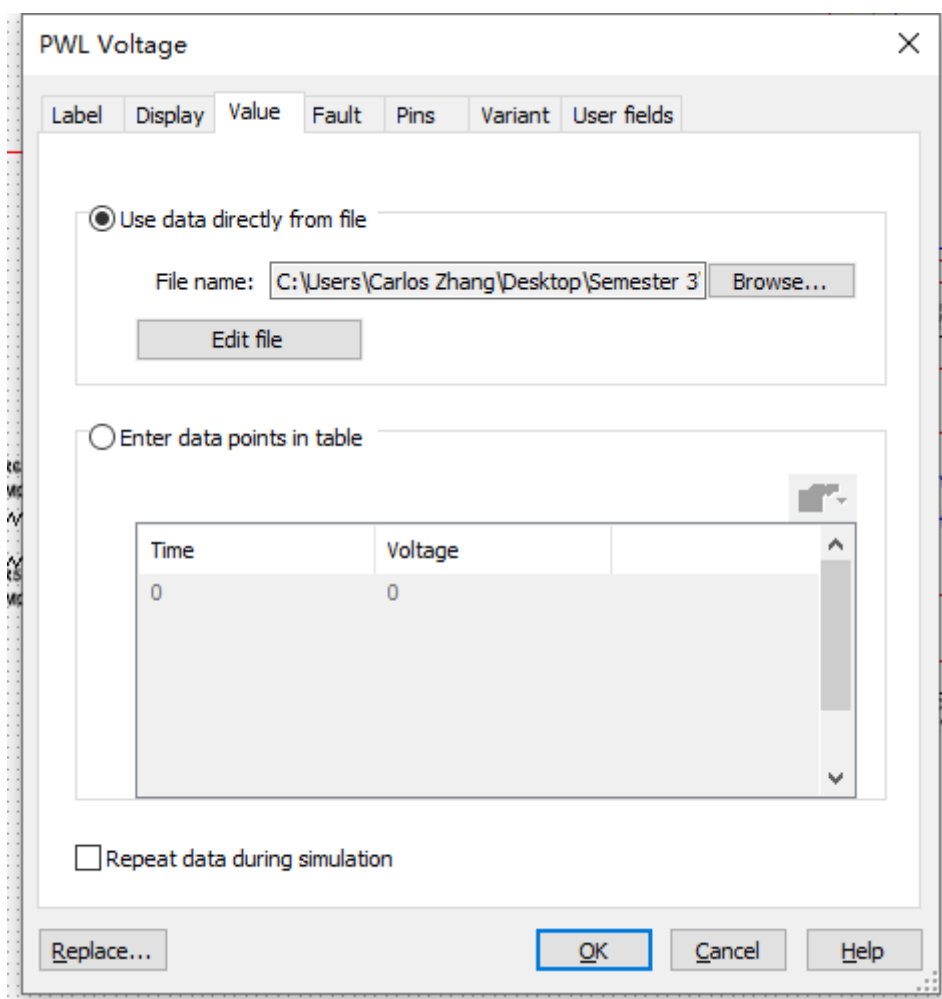 PWL Voltage
Label Display Value Fault Pins Variant User fields
Use data directly from file
File name: C:\Users\Carlos Zhang\Desktop\Semester 3 Browse...
Edit file
Enter data points in table
Time Voltage
0 0
Repeat data during simulation
Replace... OK Cancel Help